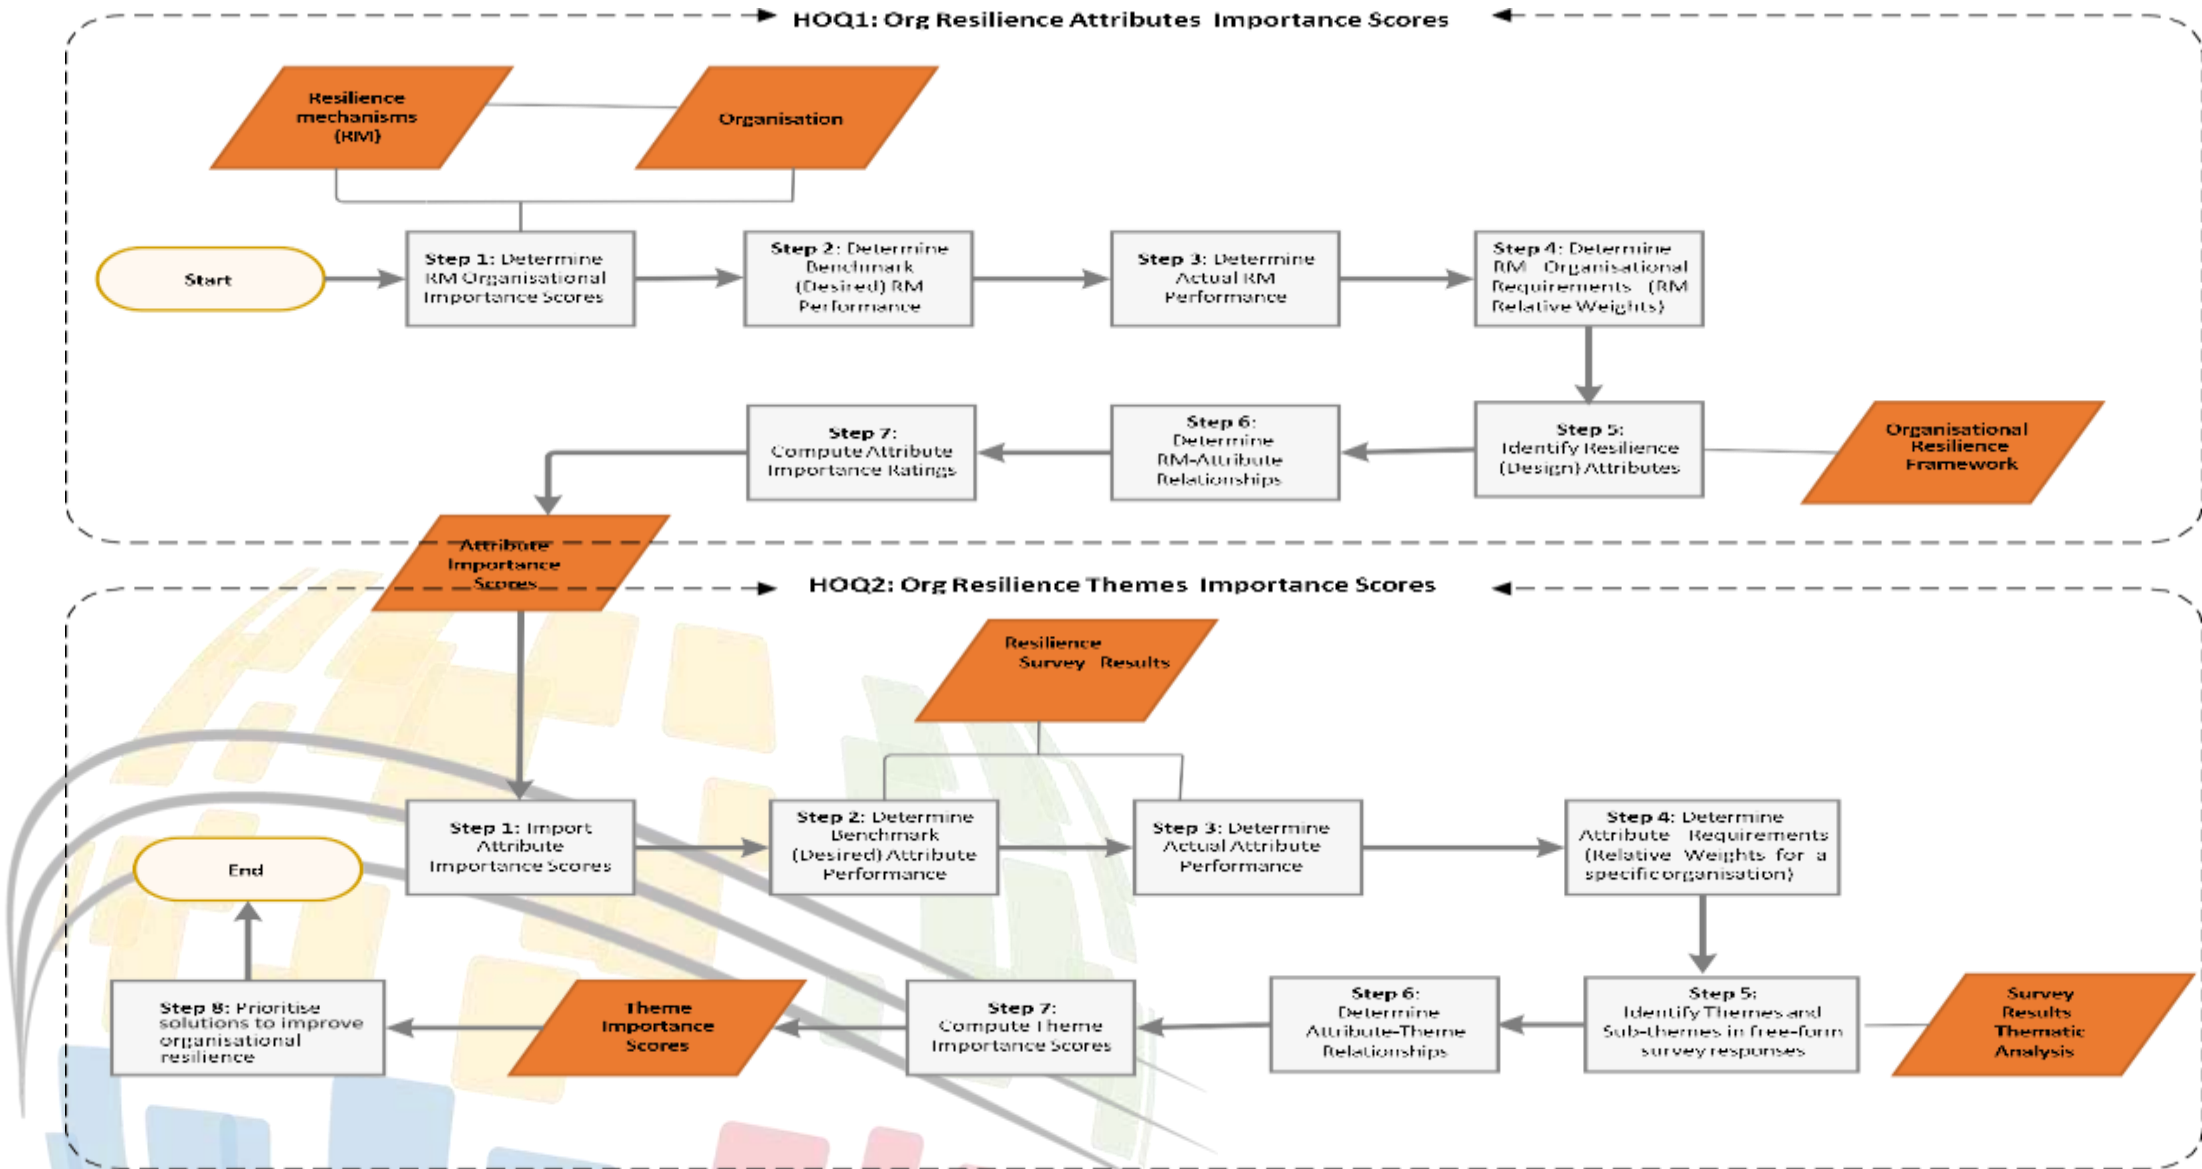 HOQ1: Org Resilience Attributes Importance Scores
Resilience
mechanisms
(RM)
Organisation
Start
Step 1: Determine
RM Organisational
Importance Scores
Step 2: Determine
Benchmark
(Desired) RM
Performance
Step 3: Determine
Actual RM
Performance
Step 4: Determine
RM Organisational
Requirements (RM
Relative Weights)
Step 7:
Compute Attribute
Importance Ratings
Step 6:
Determine
RM-Attribute
Relationships
Step 5:
Identify Resilience
(Design) Attributes
Organisational
Resilience
Framework
Attribute
Importance
Scores
HOQ2: Org Resilience Themes Importance Scores
Resilience
Survey Results
Step 1: Import
Attribute
Importance Scores
Step 2: Determine
Benchmark
(Desired) Attribute
Performance
Step 3: Determine
Actual Attribute
Performance
Step 4: Determine
Attribute Requirements
(Relative Weights for a
specific organisation)
End
Step 8: Prioritise
solutions to improve
organisational
resilience
Theme
Importance
Scores
Step 7:
Compute Theme
Importance Scores
Step 6:
Determine
Attribute-Theme
Relationships
Step 5:
Identify Themes and
Sub-themes in free-form
survey responses
Survey
Results
Thematic
Analysis